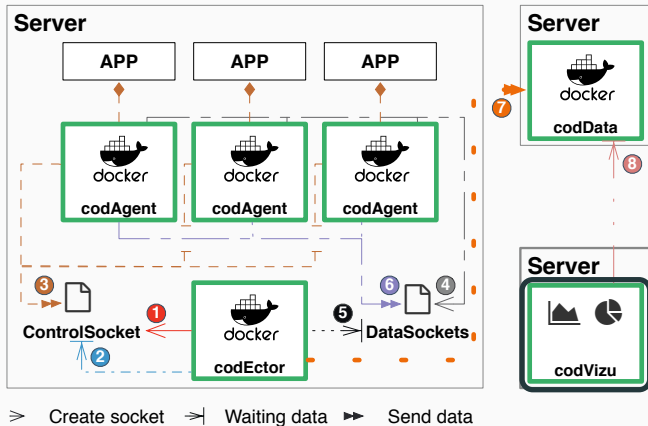 Server
APP
APP
APP
docker
codAgent
docker
codAgent
docker
codAgent
3
ControlSocket
1
2
docker
codEctor
5
6
4
DataSockets
7
Server
docker
codData
8
Server
codVizu
Create socket
Waiting data
Send data